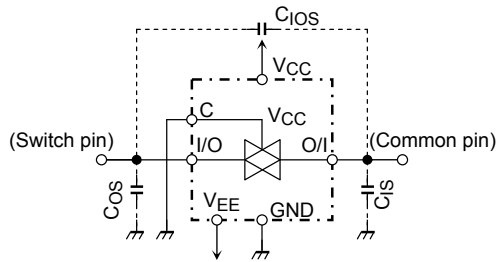 CIOS
VCC
C
VCC
(Switch pin)
I/O
O/I
(Common pin)
COS
CIS
VEE
GND